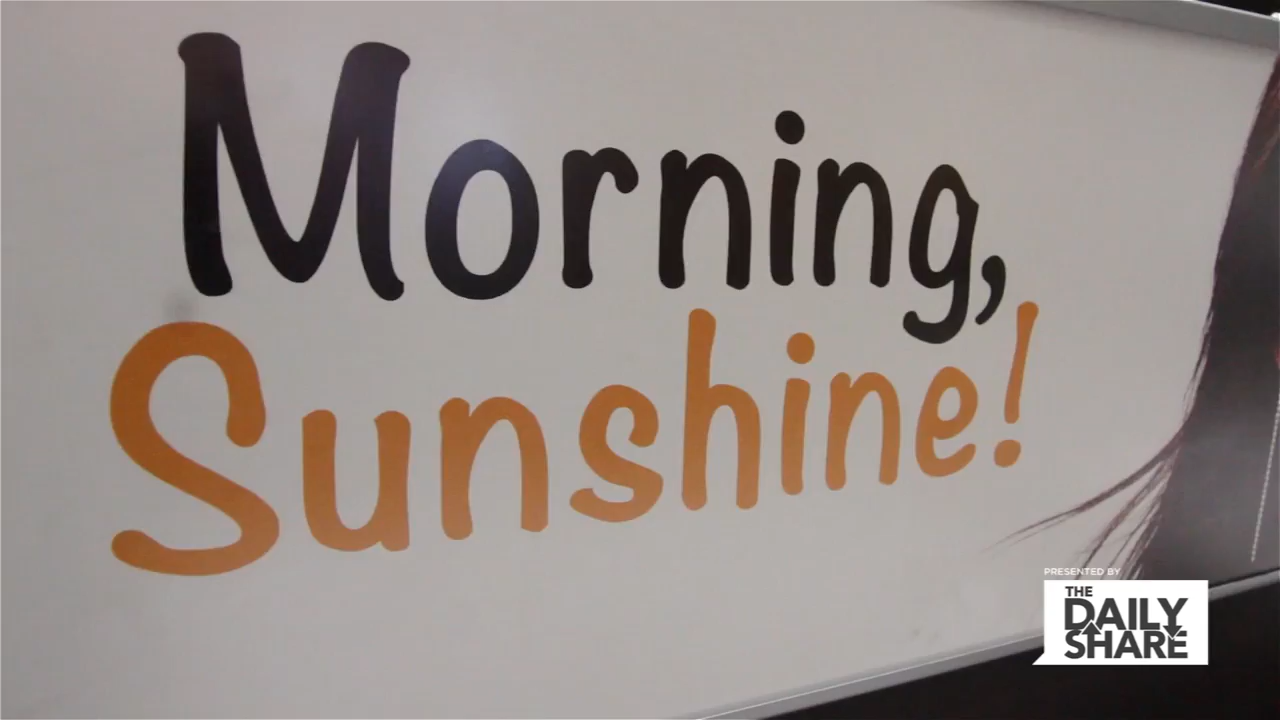 Morning,
Sunshine!
PRESENTED BY
THE
DAILY
SHARE